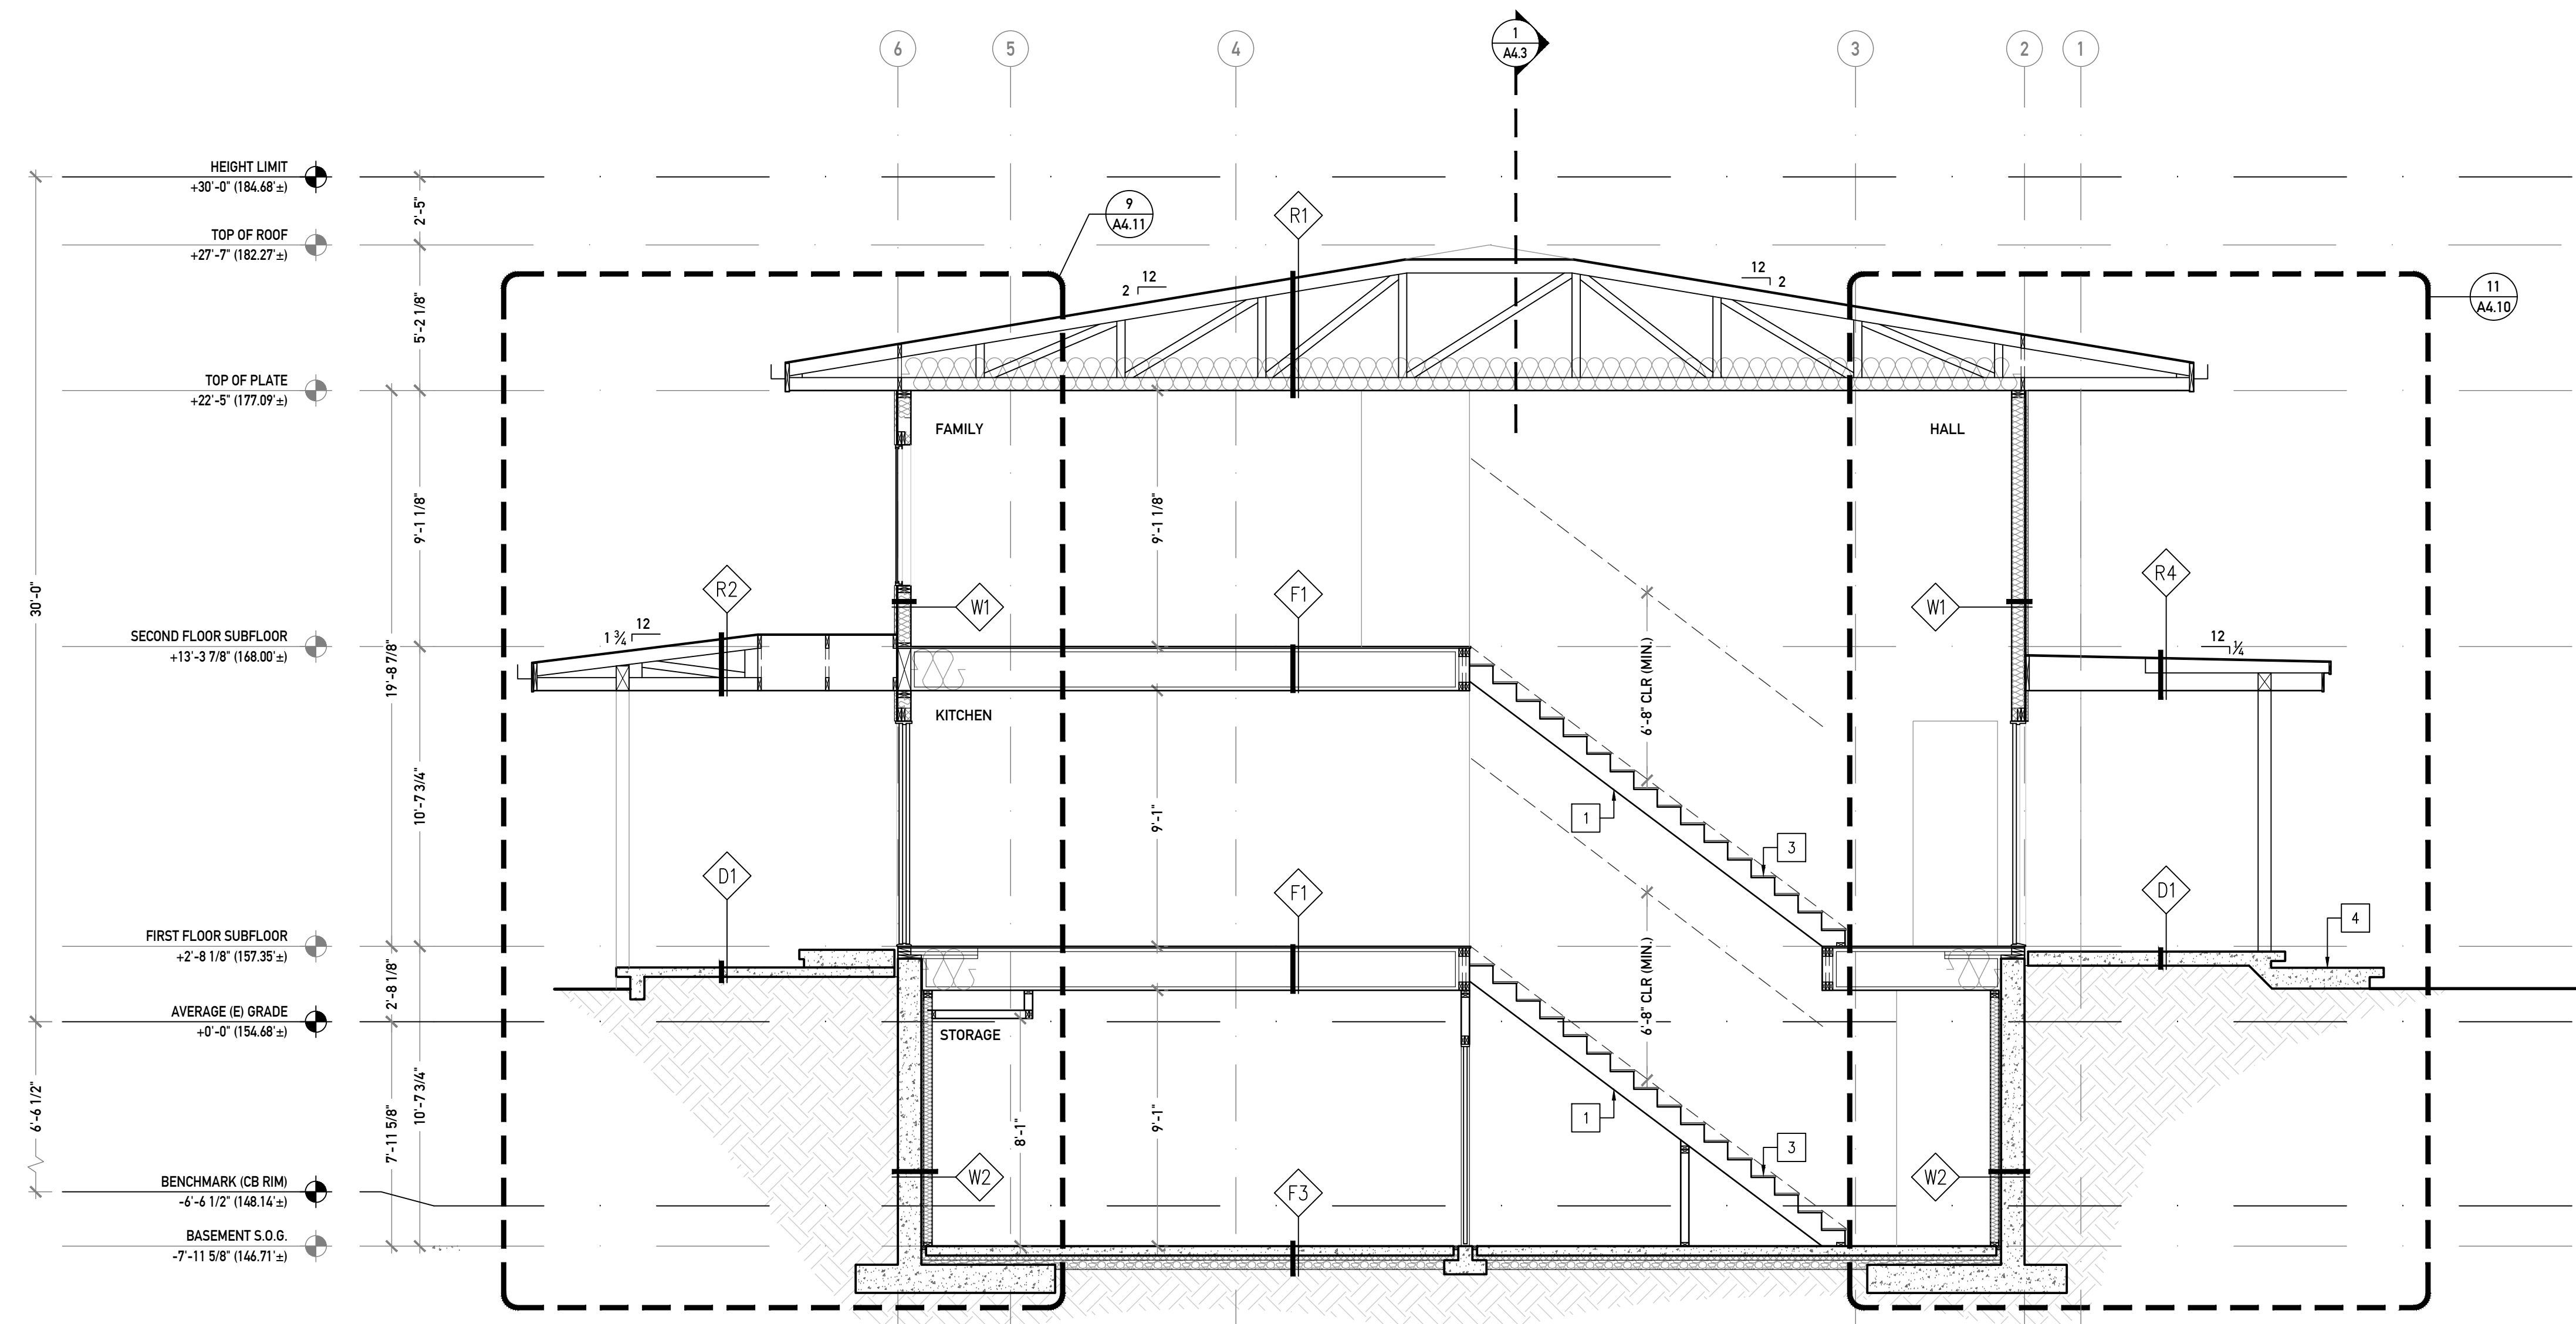 6
5
4
1
A4.3
3
2
1
HEIGHT LIMIT
+30'-0" (184.68'±)
2'-5"
9
A4.11
R1
TOP OF ROOF
+27'-7" (182.27'±)
12
2
12
2
11
A4.10
5'-2 1/8"
TOP OF PLATE
+22'-5" (177.09'±)
FAMILY
HALL
9'-1 1/8"
9'-1 1/8"
30'-0"
R2
F1
R4
W1
W1
12
1 ¾
12
¼
SECOND FLOOR SUBFLOOR
+13'-3 7/8" (168.00'±)
19'-8 7/8"
6'-8" CLR (MIN.)
KITCHEN
10'-7 3/4"
9'-1"
1
3
D1
F1
D1
4
FIRST FLOOR SUBFLOOR
+2'-8 1/8" (157.35'±)
2'-8 1/8"
6'-8" CLR (MIN.)
AVERAGE (E) GRADE
+0'-0" (154.68'±)
STORAGE
6'-6 1/2"
7'-11 5/8"
10'-7 3/4"
8'-1"
9'-1"
1
3
BENCHMARK (CB RIM)
-6'-6 1/2" (148.14'±)
W2
F3
W2
BASEMENT S.O.G.
-7'-11 5/8" (146.71'±)